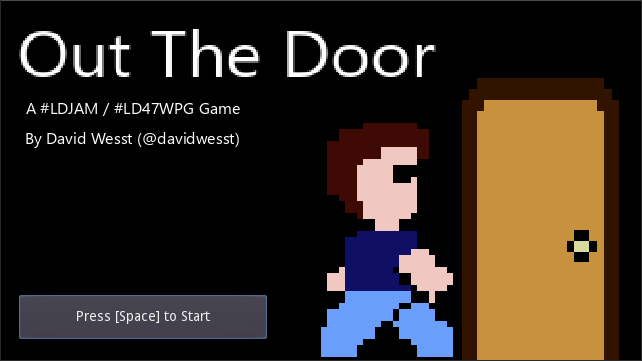 Out The Door
A #LDJAM / #LD47WPG Game
By David Wesst (@davidwesst)
Press [Space] to Start